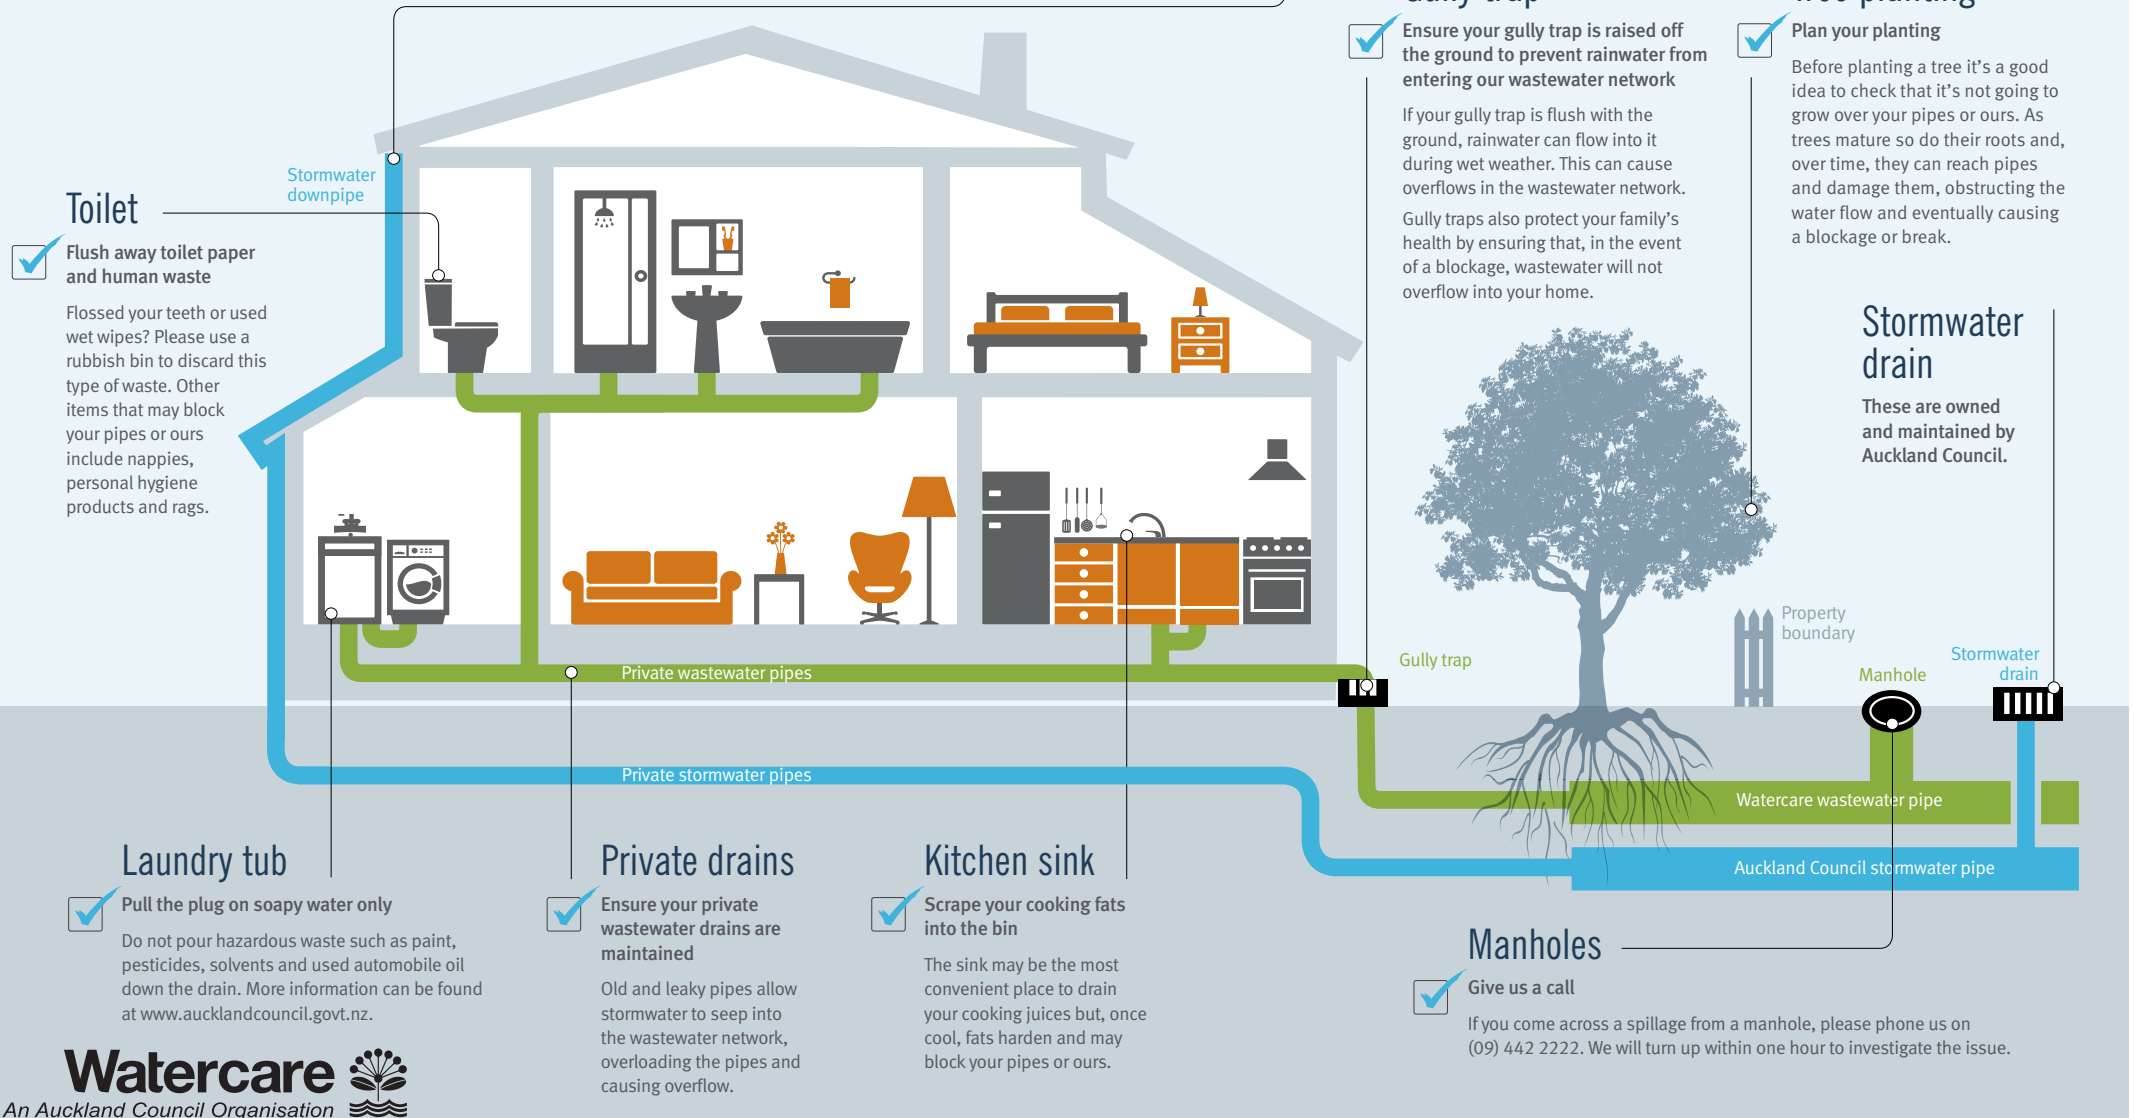 Gully trap
Ensure your gully trap is raised off
the ground to prevent rainwater from
entering our wastewater network
If your gully trap is flush with the
ground, rainwater can flow into it
during wet weather. This can cause
overflows in the wastewater network.
Gully traps also protect your family's
health by ensuring that, in the event
of a blockage, wastewater will not
overflow into your home.
Tree planting
Plan your planting
Before planting a tree it's a good
idea to check that it's not going to
grow over your pipes or ours. As
trees mature so do their roots and,
over time, they can reach pipes
and damage them, obstructing the
water flow and eventually causing
a blockage or break.
Stormwater
downpipe
Toilet
Flush away toilet paper
and human waste
Flossed your teeth or used
wet wipes? Please use a
rubbish bin to discard this
type of waste. Other
items that may block
your pipes or ours
include nappies,
personal hygiene
products and rags.
Stormwater
drain
These are owned
and maintained by
Auckland Council.
Property
boundary
Gully trap
Manhole
Stormwater
drain
Private wastewater pipes
Private stormwater pipes
Watercare wastewater pipe
Auckland Council stormwater pipe
Laundry tub
Pull the plug on soapy water only
Do not pour hazardous waste such as paint,
pesticides, solvents and used automobile oil
down the drain. More information can be found
at www.aucklandcouncil.govt.nz.
Private drains
Ensure your private
wastewater drains are
maintained
Old and leaky pipes allow
stormwater to seep into
the wastewater network,
overloading the pipes and
causing overflow.
Kitchen sink
Scrape your cooking fats
into the bin
The sink may be the most
convenient place to drain
your cooking juices but, once
cool, fats harden and may
block your pipes or ours.
Manholes
Give us a call
If you come across a spillage from a manhole, please phone us on
(09) 442 2222. We will turn up within one hour to investigate the issue.
Watercare
An Auckland Council Organisation